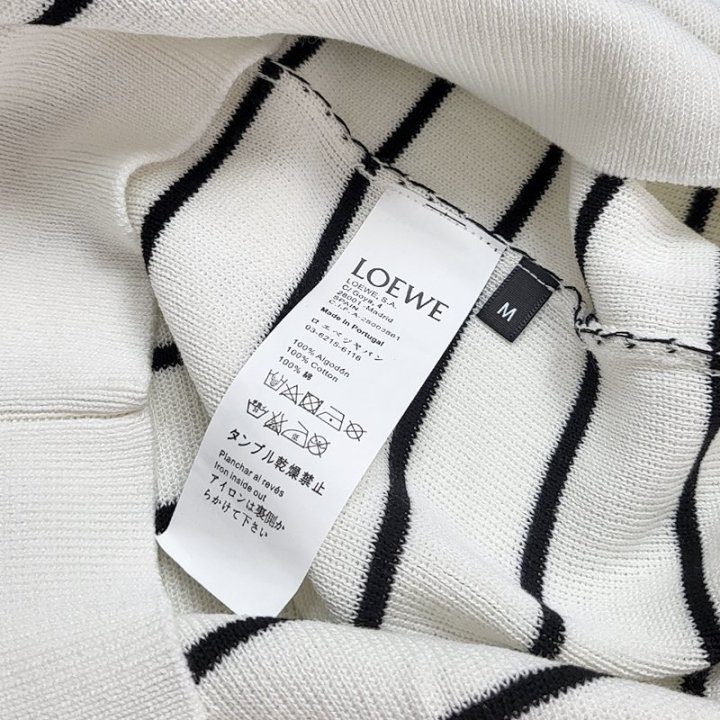 LOEWE
LOEWE, S.A.
C/ Goya, 4
28001 -Madrid
SPAIN
C.I.F. A-28003861
Made in Portugal
ロエベジャパン
03-6215-6116
100% Algodón
100% Cotton
100% 綿
タンブル乾燥禁止
Planchar al revés
Iron inside out
アイロンは裏側か
らかけて下さい
M